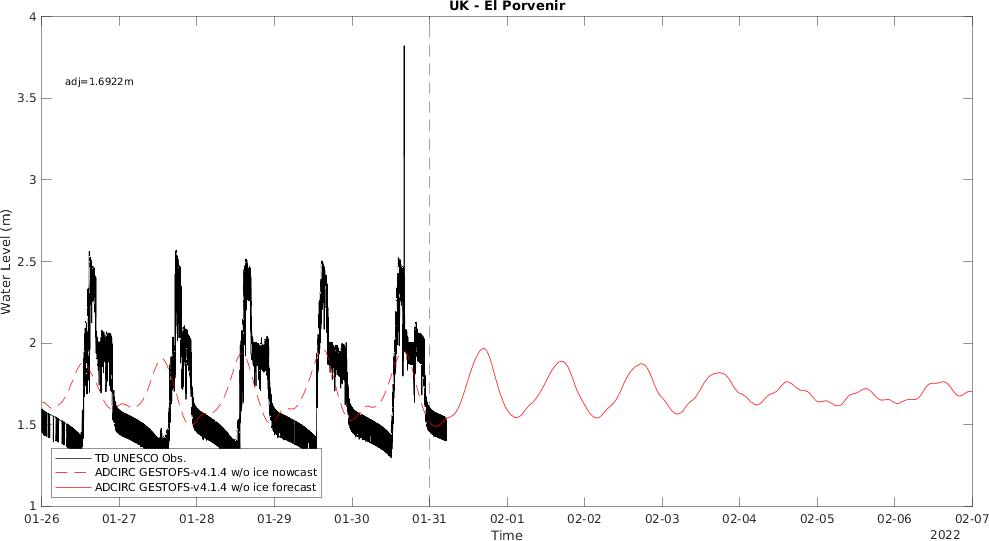 UK - El Porvenir
adj=1.6922m
Water Level (m)
4
3.5
3
2.5
2
1.5
1
TD UNESCO Obs.
ADCIRC GESTOFS-v4.1.4 w/o ice nowcast
ADCIRC GESTOFS-v4.1.4 w/o ice forecast
01-26 01-27 01-28 01-29 01-30 01-31 02-01 02-02 02-03 02-04 02-05 02-06 02-07
Time
2022